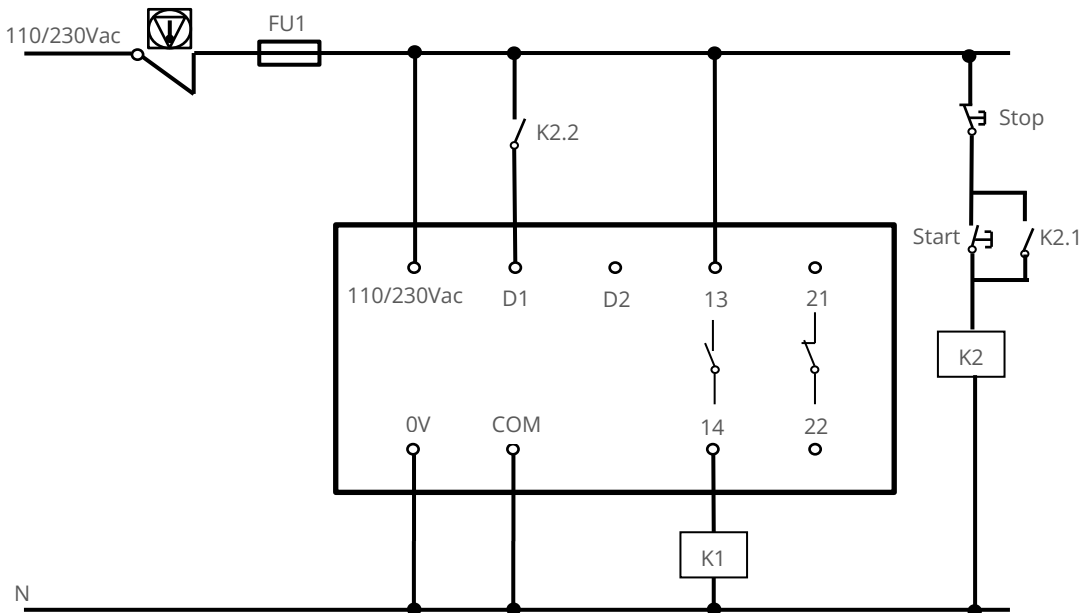 110/230Vac
FU1
K2.2
Stop
Start
K2.1
110/230Vac
D1
D2
13
21
K2
0V
COM
14
22
K1
N